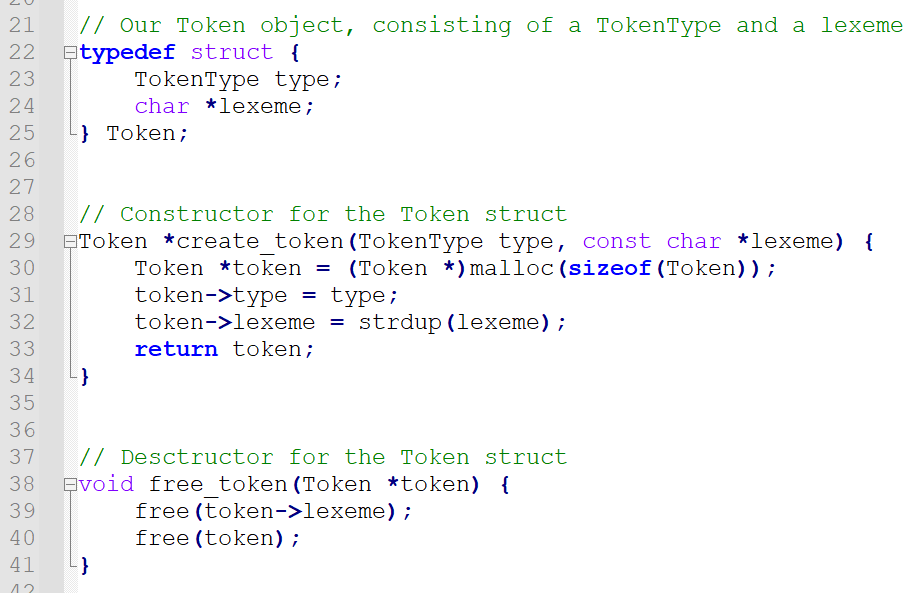 21 // Our Token object, consisting of a TokenType and a lexeme
22 typedef struct {
23     TokenType type;
24     char *lexeme;
25 } Token;
26
27
28 // Constructor for the Token struct
29 Token *create_token(TokenType type, const char *lexeme) {
30     Token *token = (Token *)malloc(sizeof(Token));
31     token->type = type;
32     token->lexeme = strdup(lexeme);
33     return token;
34 }
35
36
37 // Desctructor for the Token struct
38 void free_token(Token *token) {
39     free(token->lexeme);
40     free(token);
41 }